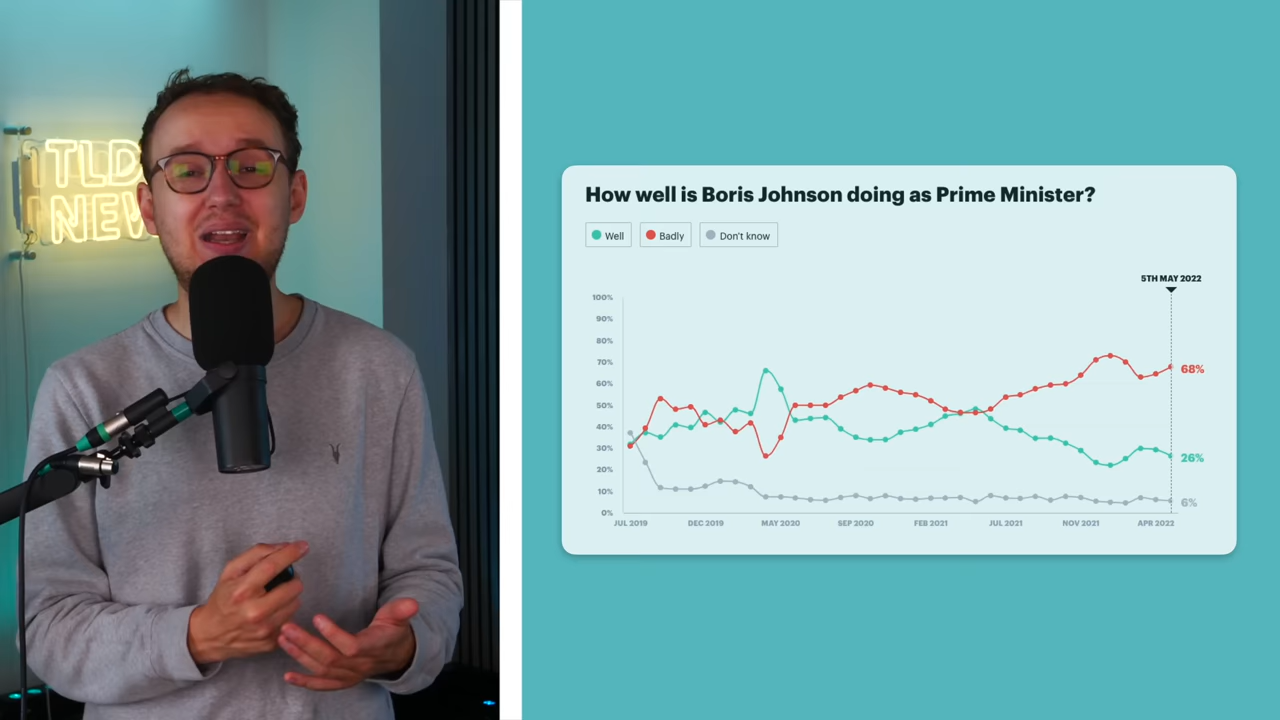 TLD
NEW
How well is Boris Johnson doing as Prime Minister?
Well
Badly
Don't know
5TH MAY 2022
100%
90%
80%
70%
60%
50%
40%
30%
20%
10%
0%
68%
26%
6%
JUL 2019
DEC 2019
MAY 2020
SEP 2020
FEB 2021
JUL 2021
NOV 2021
APR 2022